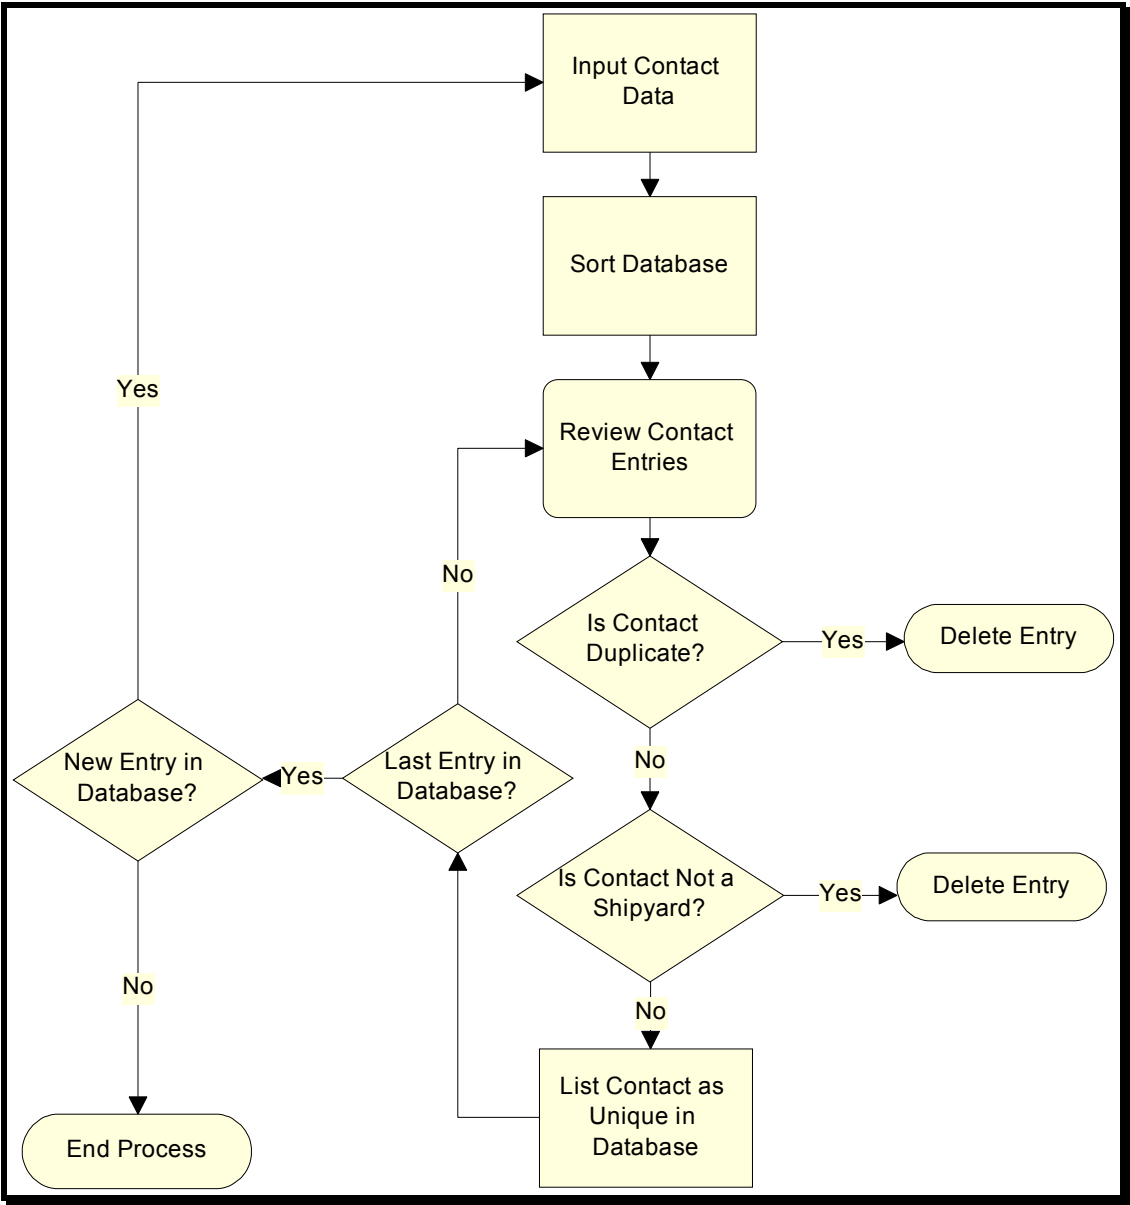 Input Contact
Data
Sort Database
Yes
Review Contact
Entries
No
Is Contact
Duplicate?
Yes
Delete Entry
No
New Entry in
Database?
Yes
Last Entry in
Database?
Is Contact Not a
Shipyard?
Yes
Delete Entry
No
No
List Contact as
Unique in
Database
End Process